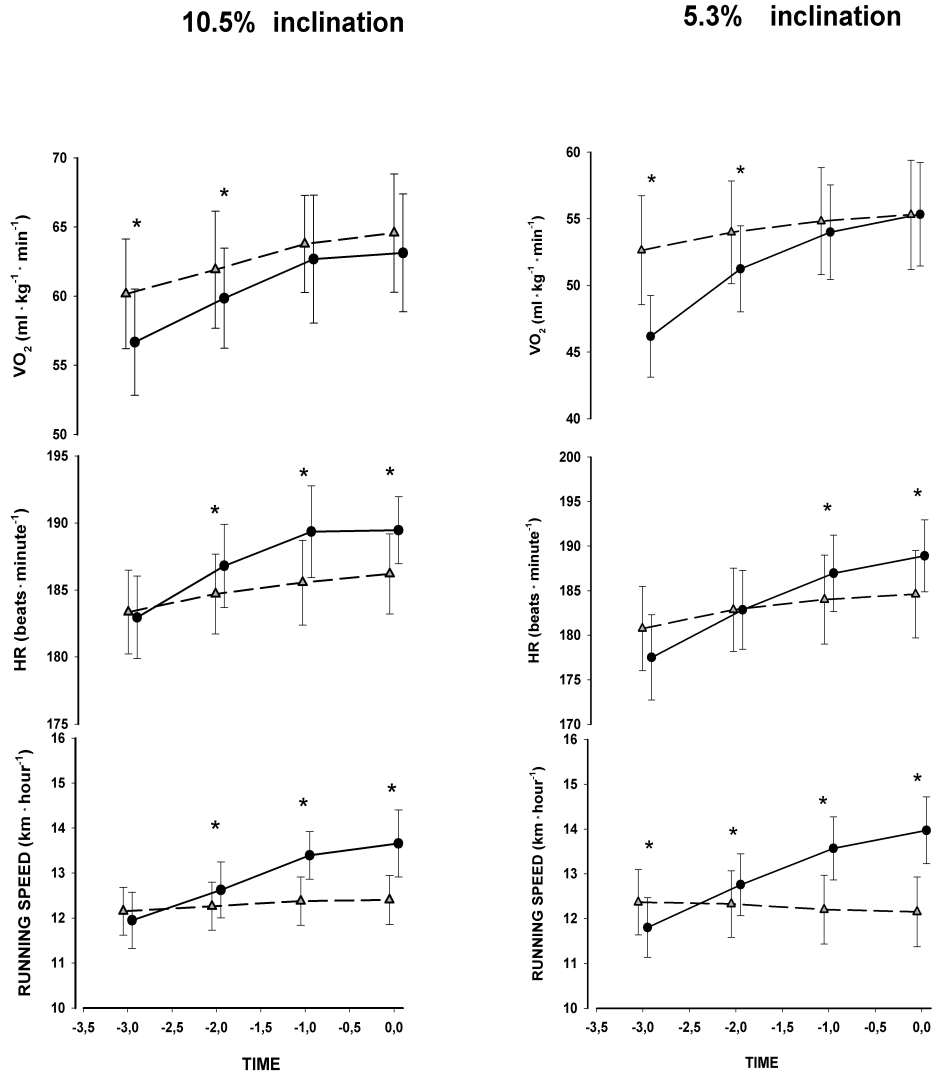 10.5% inclination
5.3% inclination
70
65
60
55
50
VO2 (ml · kg-1 · min-1)
* *
60
55
50
45
40
VO2 (ml · kg-1 · min-1)
* *
195
190
185
180
175
HR (beats · minute-1)
* * *
200
195
190
185
180
175
170
HR (beats · minute-1)
* *
16
15
14
13
12
11
10
RUNNING SPEED (km · hour-1)
* * *
-3,5 -3,0 -2,5 -2,0 -1,5 -1,0 -0,5 0,0
TIME
16
15
14
13
12
11
10
RUNNING SPEED (km · hour-1)
* * * *
-3,5 -3,0 -2,5 -2,0 -1,5 -1,0 -0,5 0,0
TIME